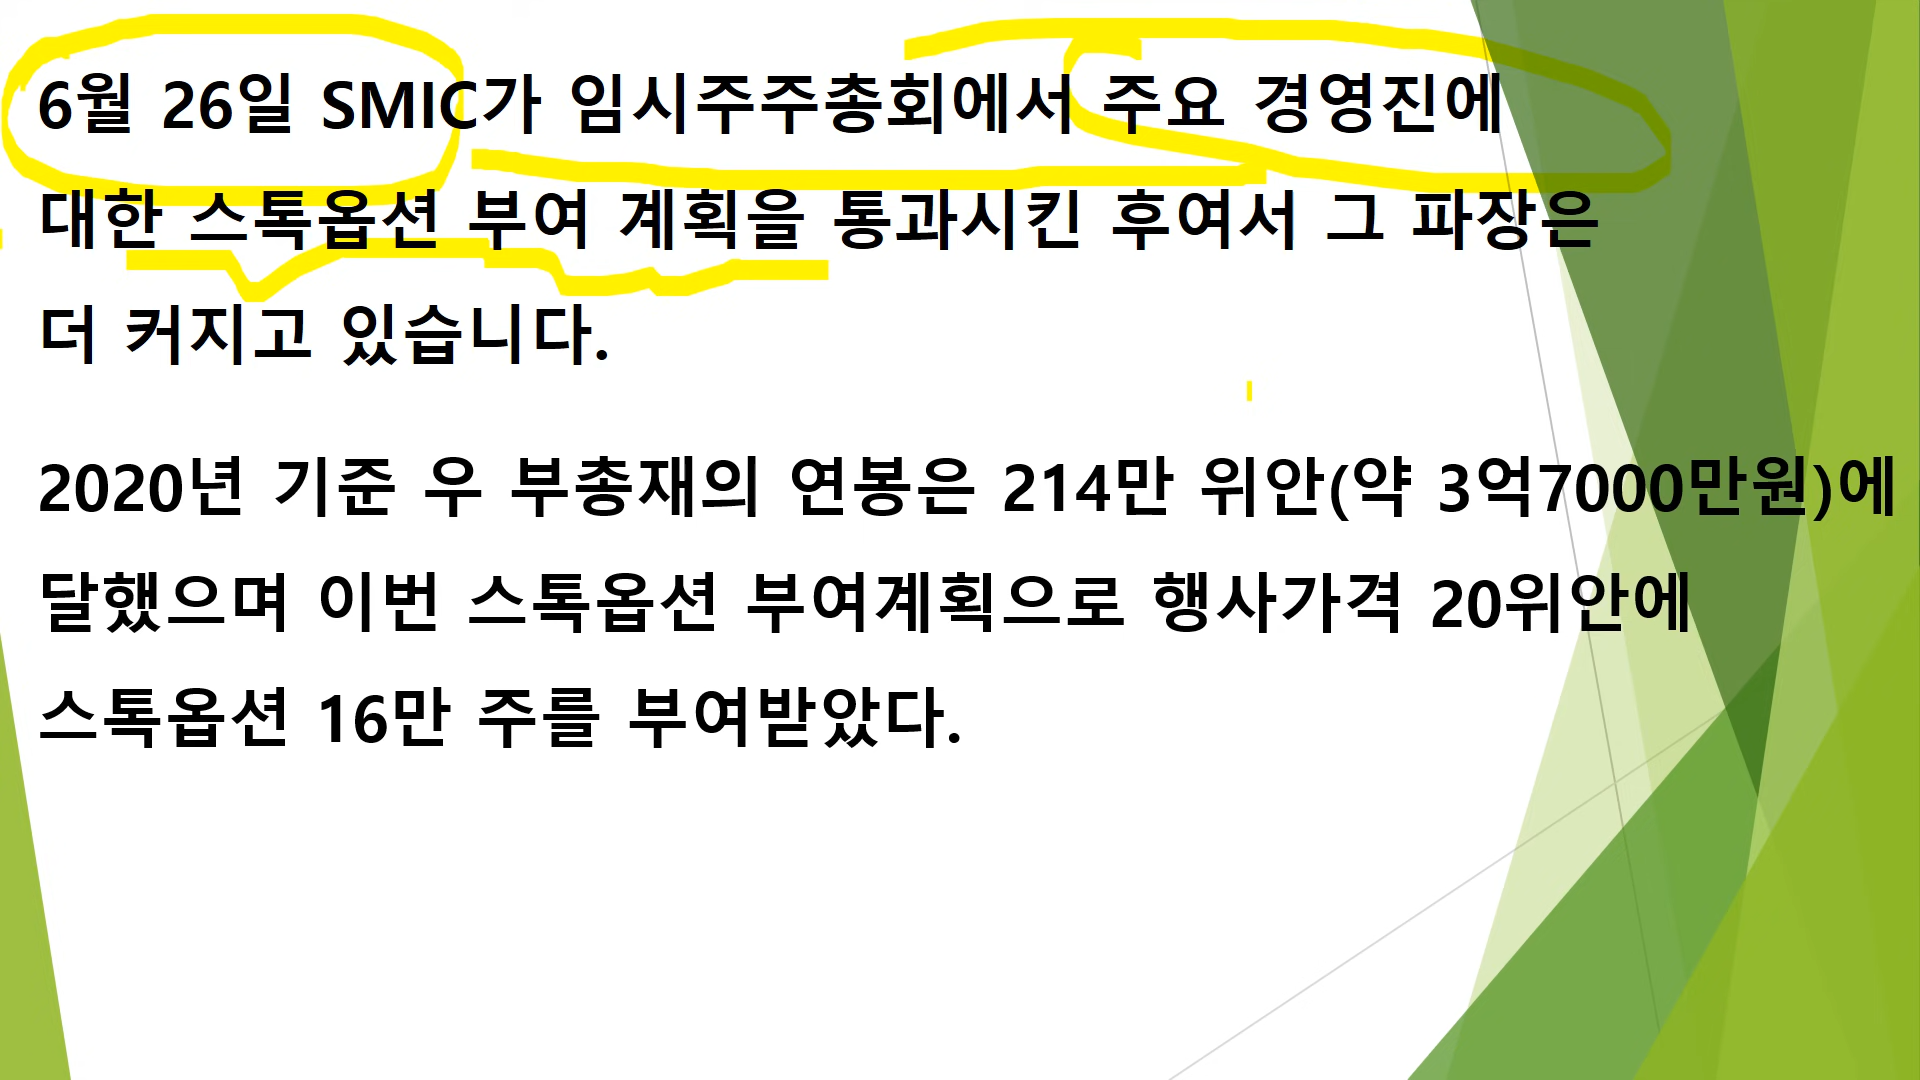 6월 26일 SMIC가 임시주주총회에서 주요 경영진에
대한 스톡옵션 부여 계획을 통과시킨 후여서 그 파장은
더 커지고 있습니다.
2020년 기준 우 부총재의 연봉은 214만 위안(약 3억7000만원)에
달했으며 이번 스톡옵션 부여계획으로 행사가격 20위안에
스톡옵션 16만 주를 부여받았다.